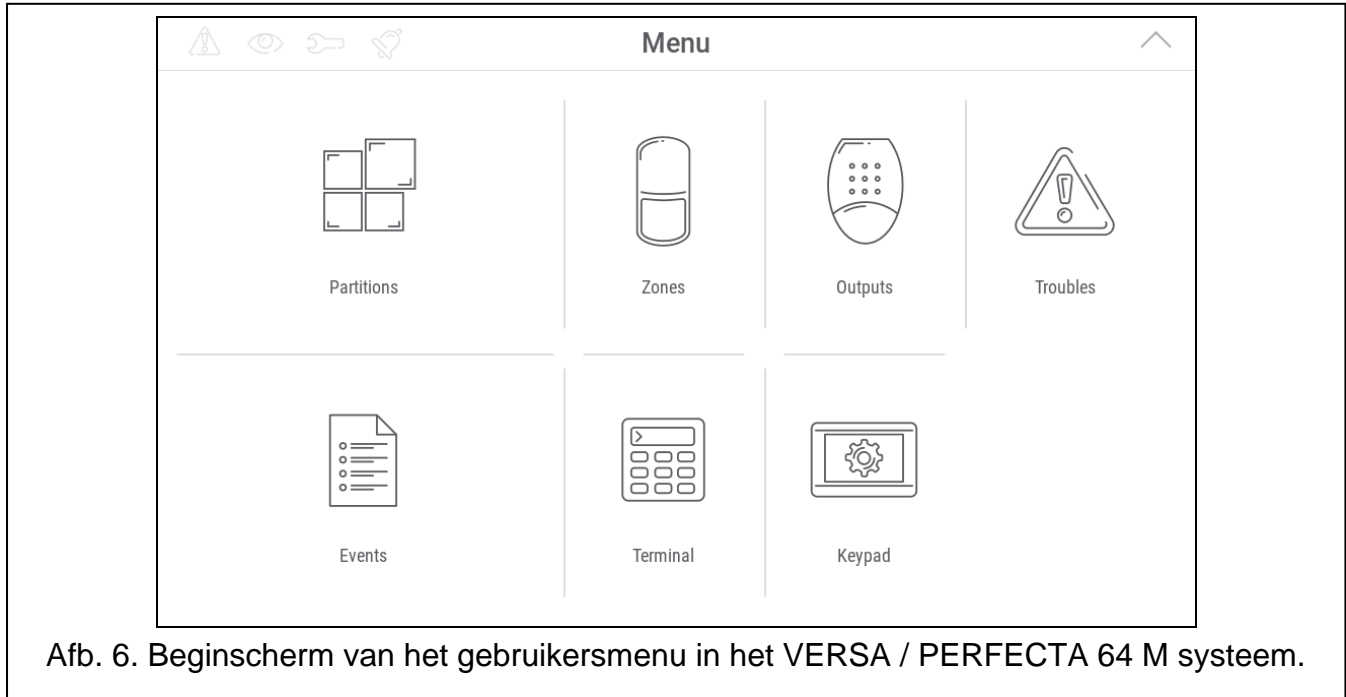 Menu
Partitions
Zones
Outputs
Troubles
Events
Terminal
Keypad
Afb. 6. Beginscherm van het gebruikersmenu in het VERSA / PERFECTA 64 M systeem.